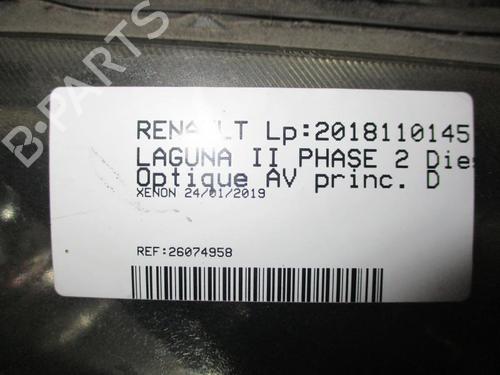 B-PARTS
RENAULT Lp:2018110145
LAGUNA II PHASE 2 Die
Optique AV princ. D
XENON 24/01/2019
REF:26074958